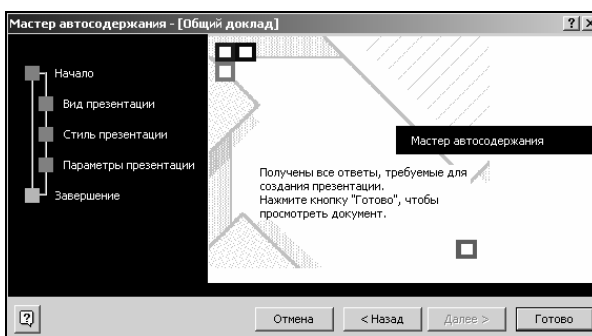 Мастер автосодержания - [Общий доклад]
Начало
Вид презентации
Стиль презентации
Параметры презентации
Завершение
Мастер автосодержания
Получены все ответы, требуемые для
создания презентации.
Нажмите кнопку "Готово", чтобы
просмотреть документ.
Отмена
< Назад
Далее >
Готово